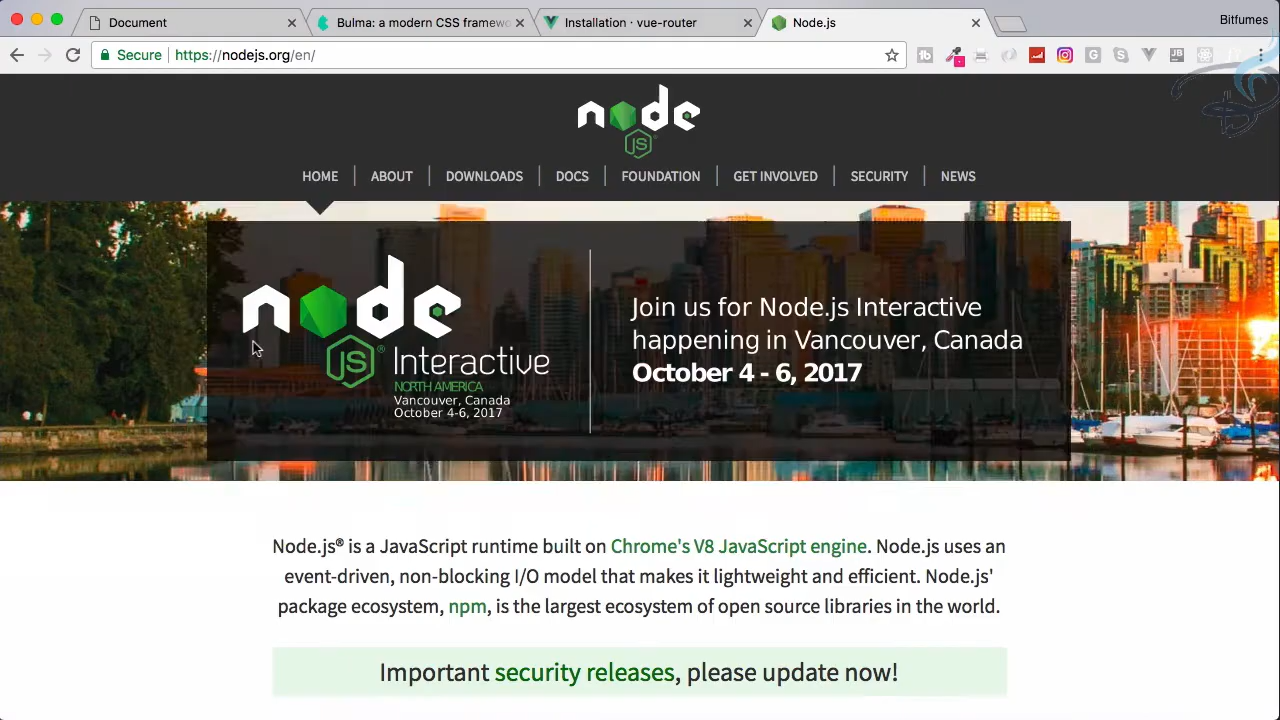 Document
Bulma: a modern CSS framewo
Installation · vue-router
Node.js
Bitfumes
Secure
https://nodejs.org/en/
node
JS
HOME
ABOUT
DOWNLOADS
DOCS
FOUNDATION
GET INVOLVED
SECURITY
NEWS
node
JS® Interactive
NORTH AMERICA
Vancouver, Canada
October 4-6, 2017
Join us for Node.js Interactive
happening in Vancouver, Canada
October 4 - 6, 2017
Node.js® is a JavaScript runtime built on Chrome's V8 JavaScript engine. Node.js uses an
event-driven, non-blocking I/O model that makes it lightweight and efficient. Node.js'
package ecosystem, npm, is the largest ecosystem of open source libraries in the world.
Important security releases, please update now!